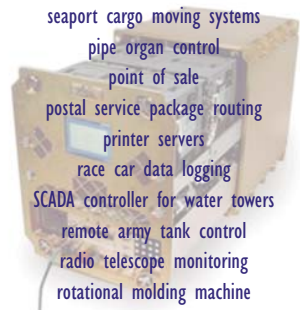 seaport cargo moving systems
pipe organ control
point of sale
postal service package routing
printer servers
race car data logging
SCADA controller for water towers
remote army tank control
radio telescope monitoring
rotational molding machine